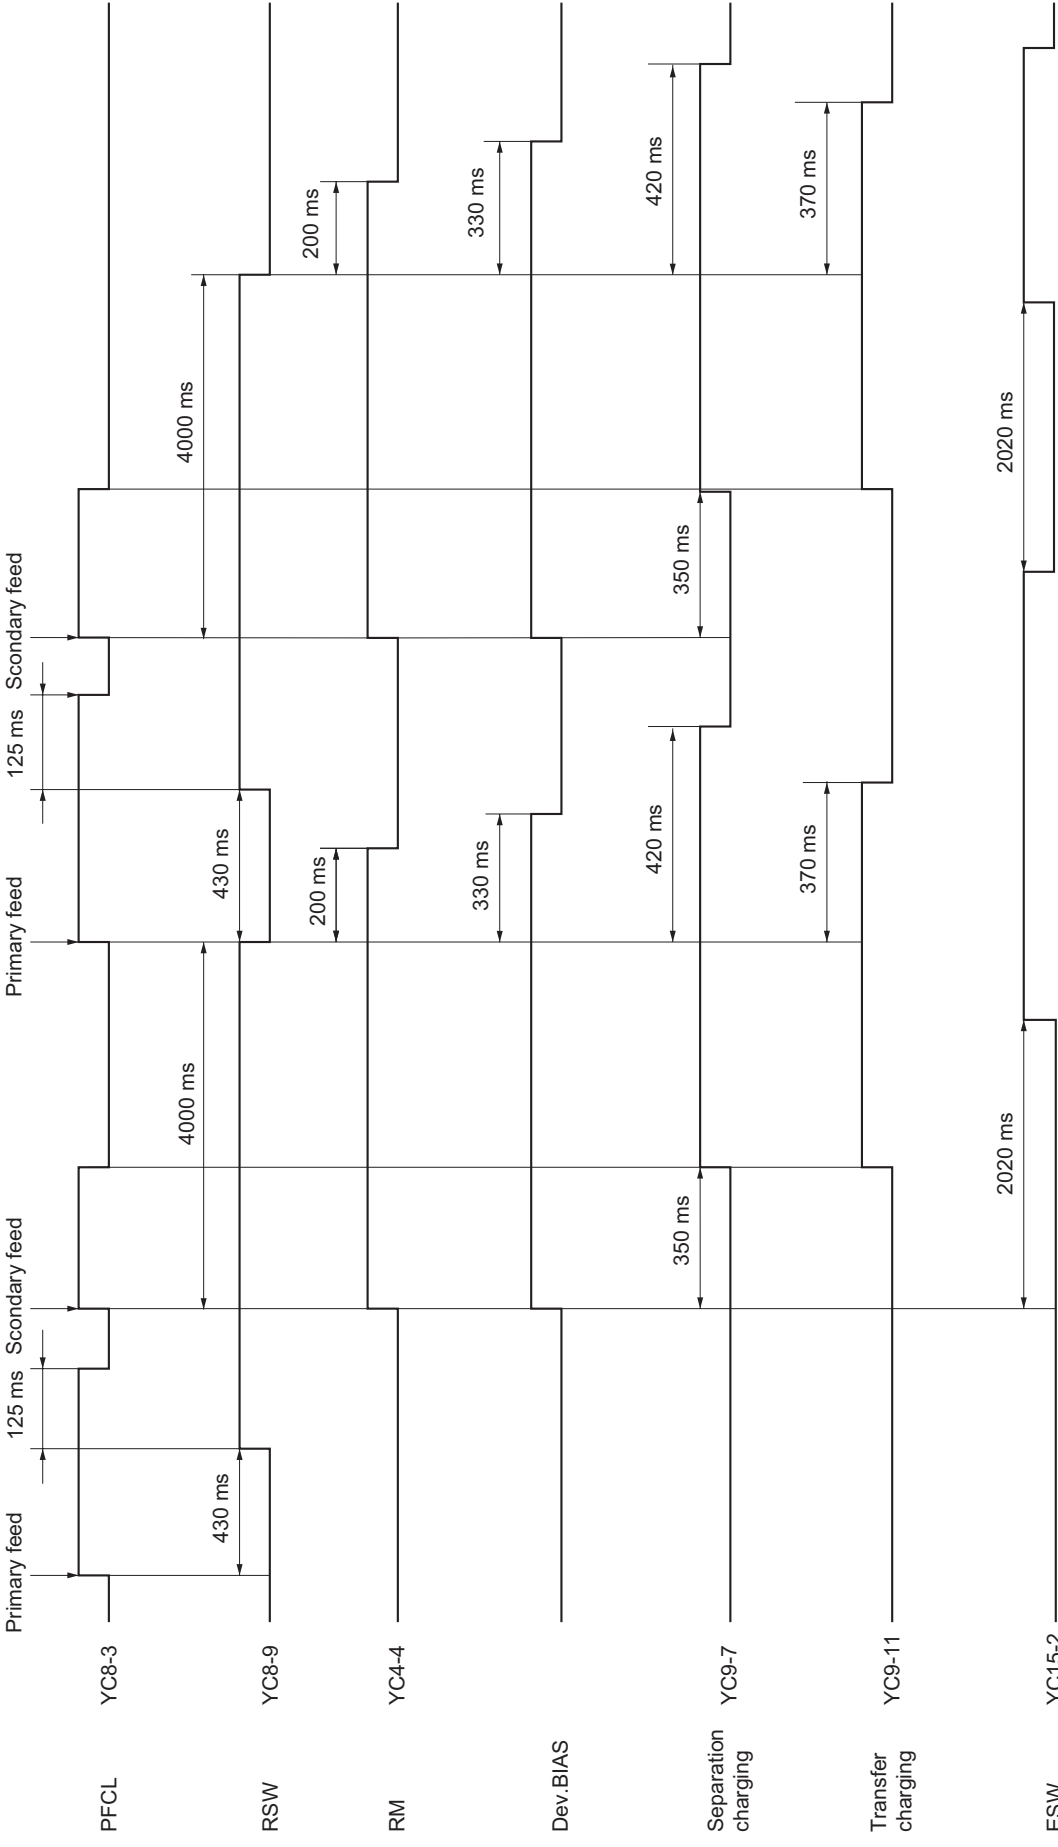 Primary feed
125 ms
Scondary feed
Primary feed
125 ms
Scondary feed
PFCL
YC8-3
RSW
YC8-9
430 ms
4000 ms
430 ms
4000 ms
RM
YC4-4
200 ms
200 ms
Dev.BIAS
330 ms
330 ms
Separation
charging
YC9-7
350 ms
420 ms
350 ms
420 ms
Transfer
charging
YC9-11
370 ms
370 ms
ESW
YC15-2
2020 ms
2020 ms